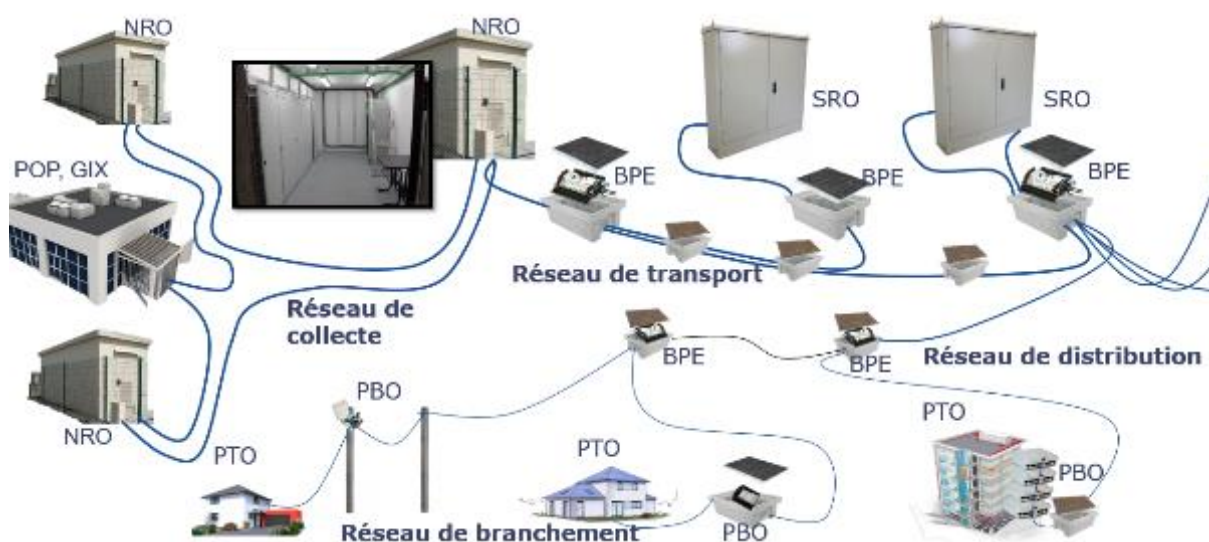 NRO
NRO
SRO
SRO
POP, GIX
BPE
BPE
BPE
Réseau de transport
Réseau de
collecte
BPE
BPE
Réseau de distribution
NRO
PBO
PTO
PTO
PTO
PBO
Réseau de branchement
PBO